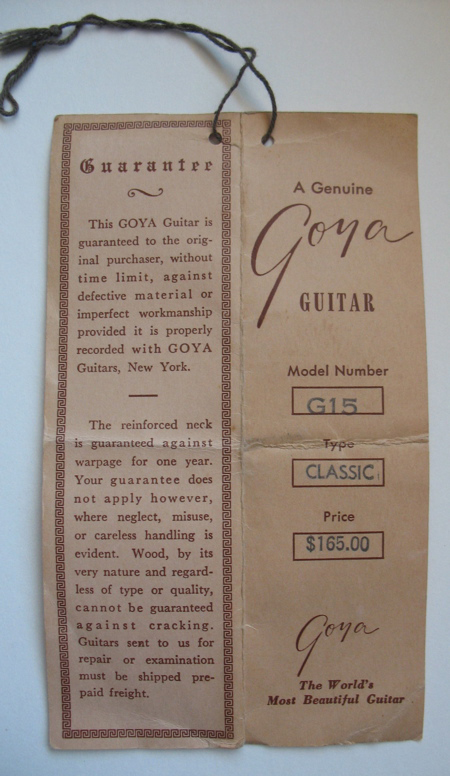 Guarantee
This GOYA Guitar is
guaranteed to the orig-
inal purchaser, without
time limit, against
defective material or
imperfect workmanship
provided it is properly
recorded with GOYA
Guitars, New York.
The reinforced neck
is guaranteed against
warpage for one year.
Your guarantee does
not apply however,
where neglect, misuse,
or careless handling is
evident. Wood, by its
very nature and regard-
less of type or quality,
cannot be guaranteed
against cracking.
Guitars sent to us for
repair or examination
must be shipped pre-
paid freight.
A Genuine
Goya
GUITAR
Model Number
G15
Type
CLASSIC
Price
$165.00
Goya
The World's
Most Beautiful Guitar